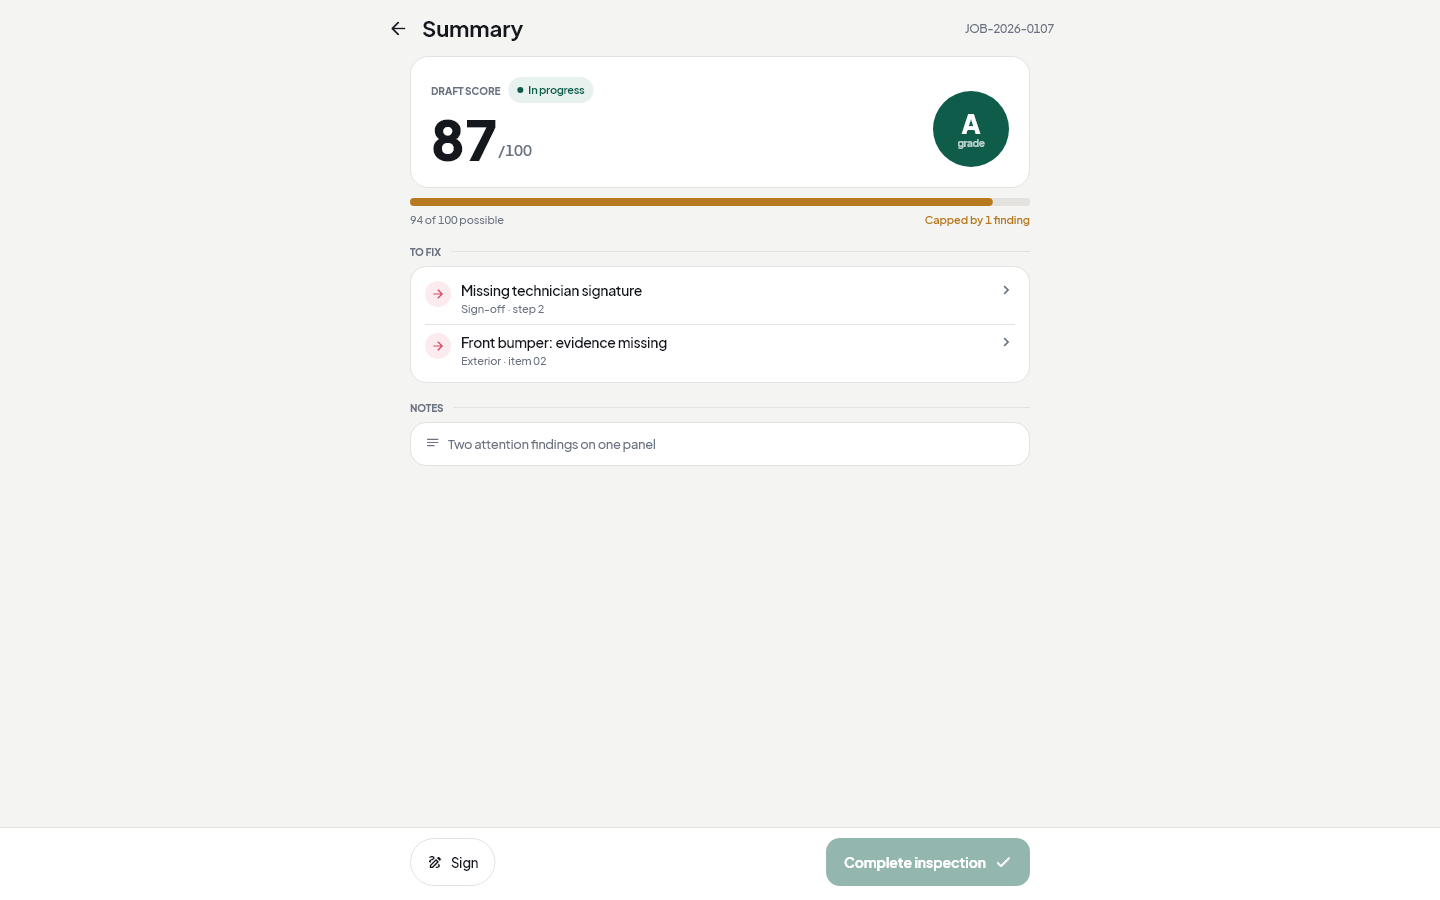 Summary
JOB-2026-0107
DRAFT SCORE
In progress
87/100
A
grade
94 of 100 possible
Capped by 1 finding
TO FIX
Missing technician signature
Sign-off · step 2
Front bumper: evidence missing
Exterior · item 02
NOTES
Two attention findings on one panel
Sign
Complete inspection